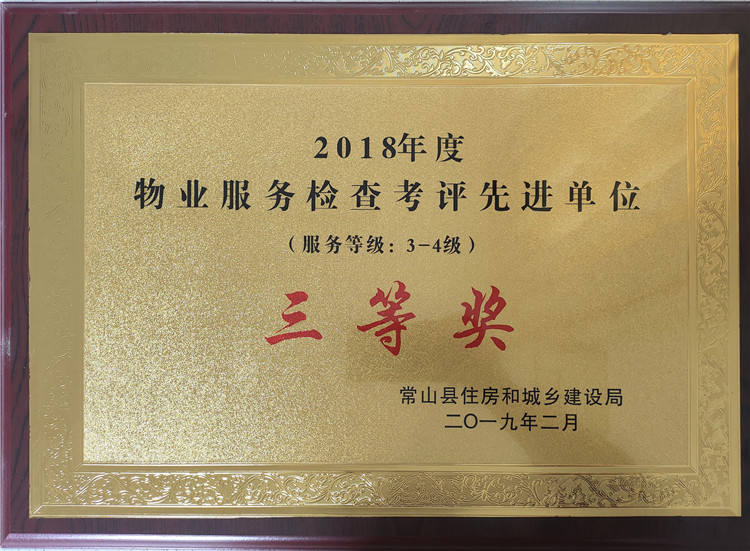 2018年度
物业服务检查考评先进单位
（服务等级：3-4级）
三等奖
常山县住房和城乡建设局
二〇一九年二月